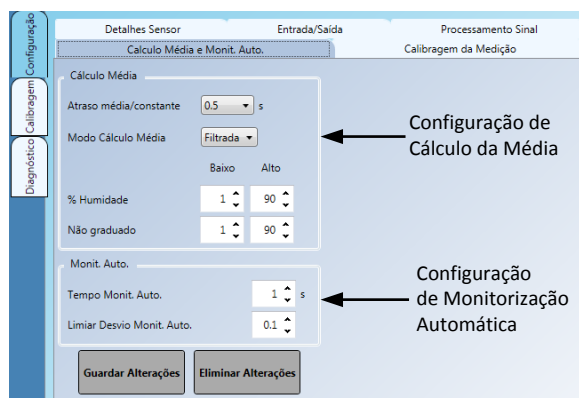 Configuração
Calibragem
Diagnóstico
Detalhes Sensor
Entrada/Saída
Processamento Sinal
Calculo Média e Monit. Auto.
Calibragem da Medição
Cálculo Média
Atraso média/constante 0.5 s
Modo Cálculo Média Filtrada
Baixo Alto
% Humidade 1 90
Não graduado 1 90
Configuração de
Cálculo da Média
Monit. Auto.
Tempo Monit. Auto. 1 s
Limiar Desvio Monit. Auto. 0.1
Configuração
de Monitorização
Automática
Guardar Alterações
Eliminar Alterações